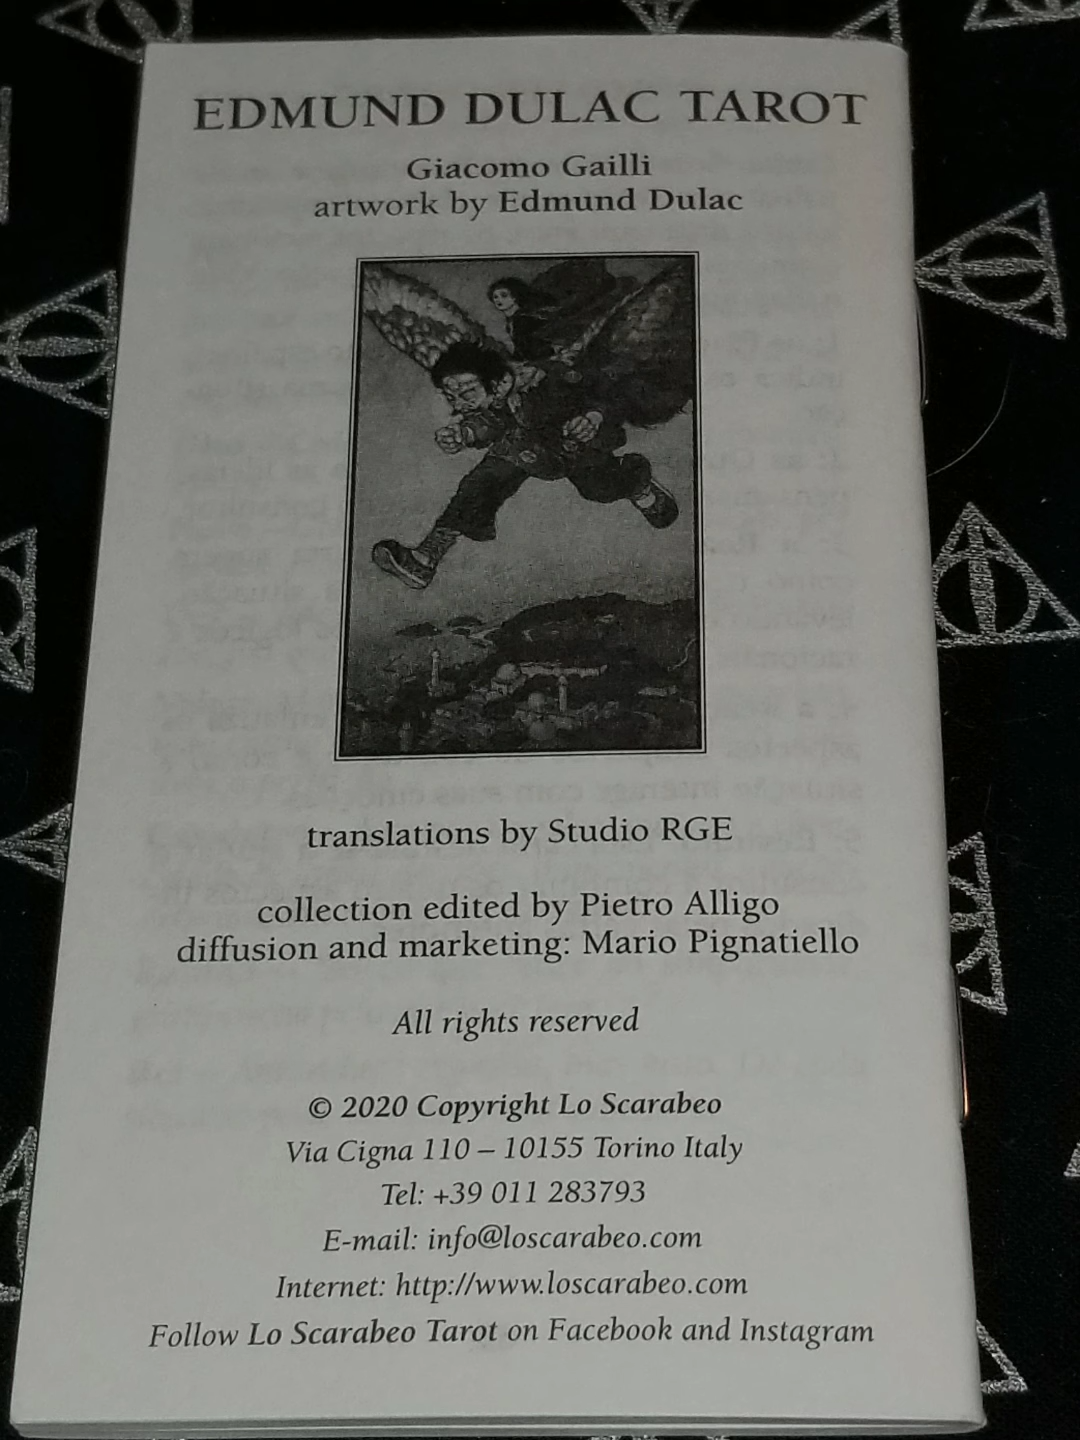 EDMUND DULAC TAROT
Giacomo Gailli
artwork by Edmund Dulac
translations by Studio RGE
collection edited by Pietro Alligo
diffusion and marketing: Mario Pignatiello
All rights reserved
© 2020 Copyright Lo Scarabeo
Via Cigna 110 – 10155 Torino Italy
Tel: +39 011 283793
E-mail: info@loscarabeo.com
Internet: http://www.loscarabeo.com
Follow Lo Scarabeo Tarot on Facebook and Instagram